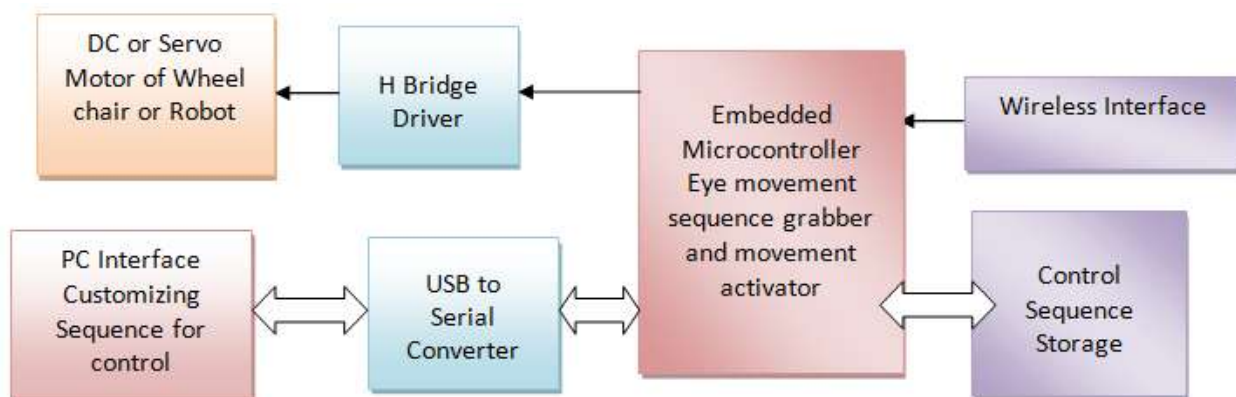 DC or Servo
Motor of Wheel
chair or Robot
H Bridge
Driver
Embedded
Microcontroller
Eye movement
sequence grabber
and movement
activator
Wireless Interface
PC Interface
Customizing
Sequence for
control
USB to
Serial
Converter
Control
Sequence
Storage